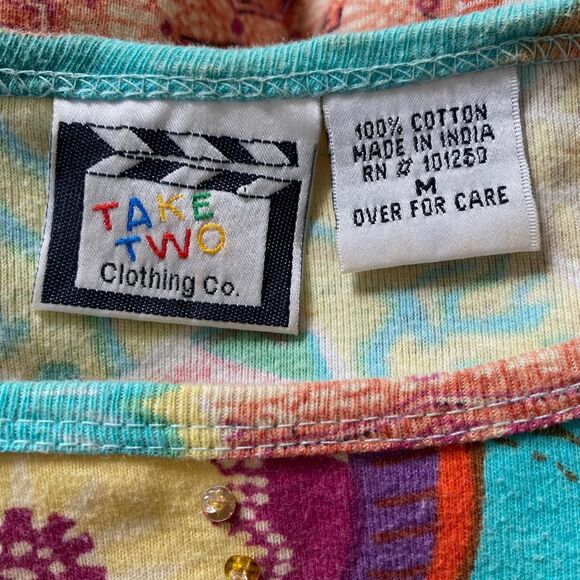 TAKE
TWO
Clothing Co.
100% COTTON
MADE IN INDIA
RN # 101250
M
OVER FOR CARE